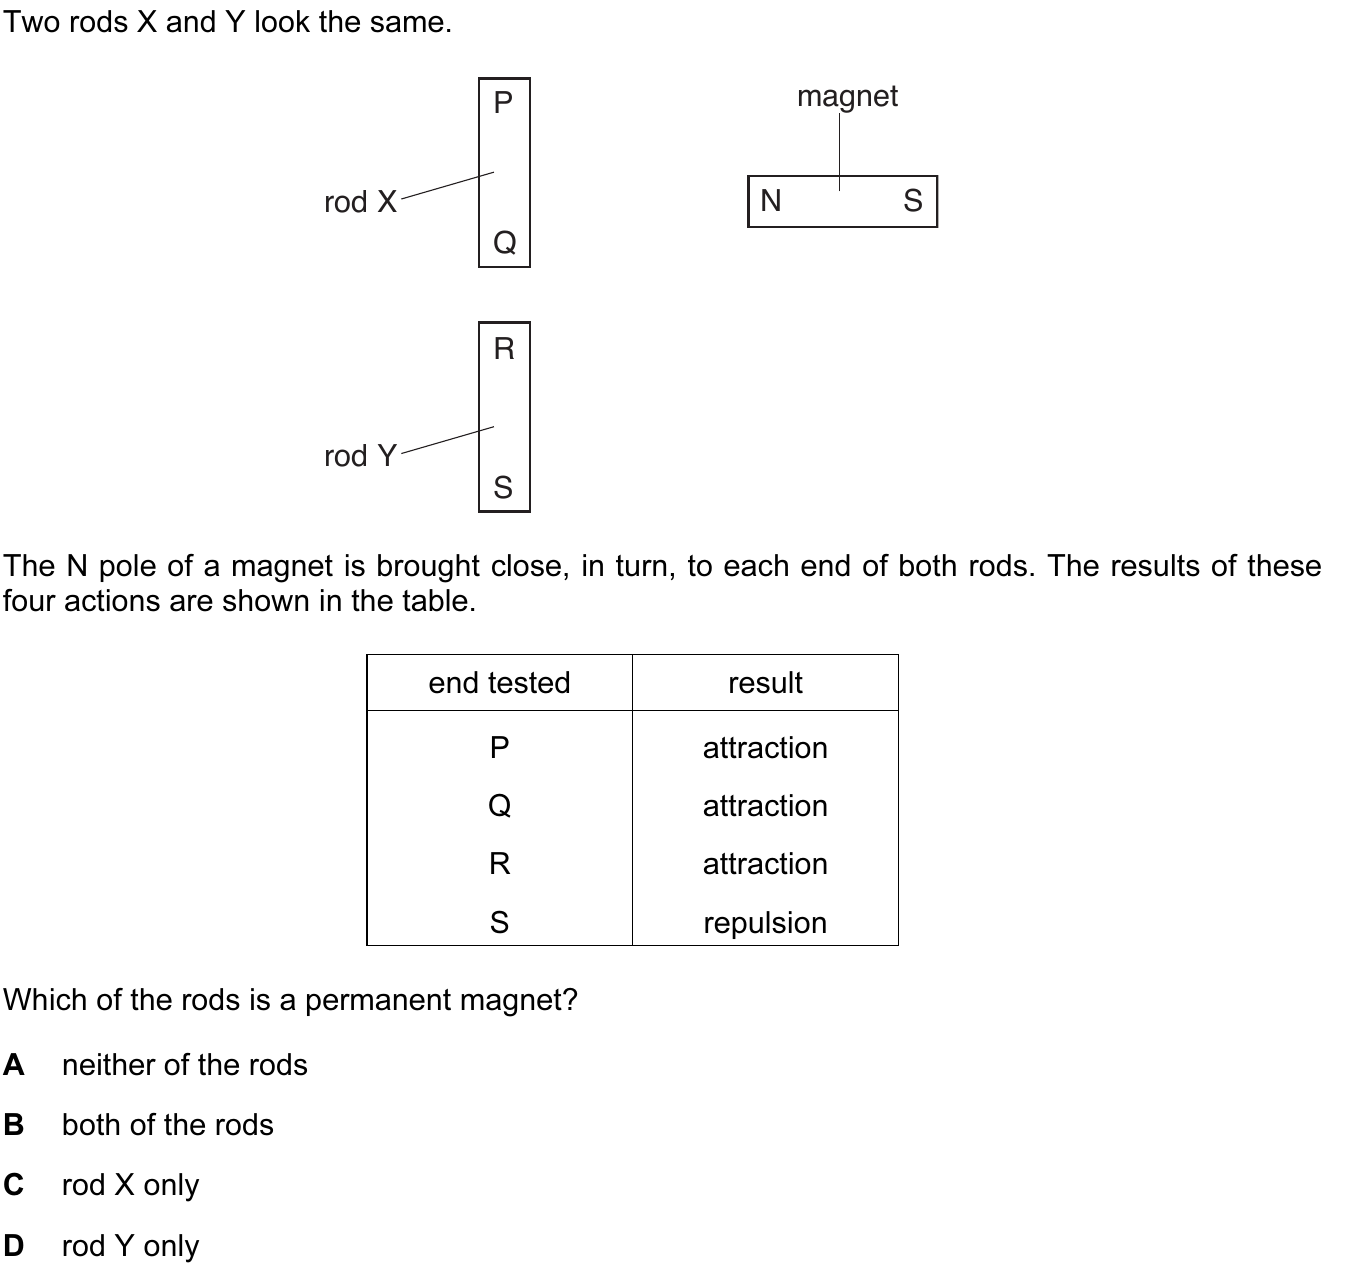 Two rods X and Y look the same.
P
magnet
rod X
N S
Q
R
rod Y
S
The N pole of a magnet is brought close, in turn, to each end of both rods. The results of these
four actions are shown in the table.
end tested result
P attraction
Q attraction
R attraction
S repulsion
Which of the rods is a permanent magnet?
A neither of the rods
B both of the rods
C rod X only
D rod Y only